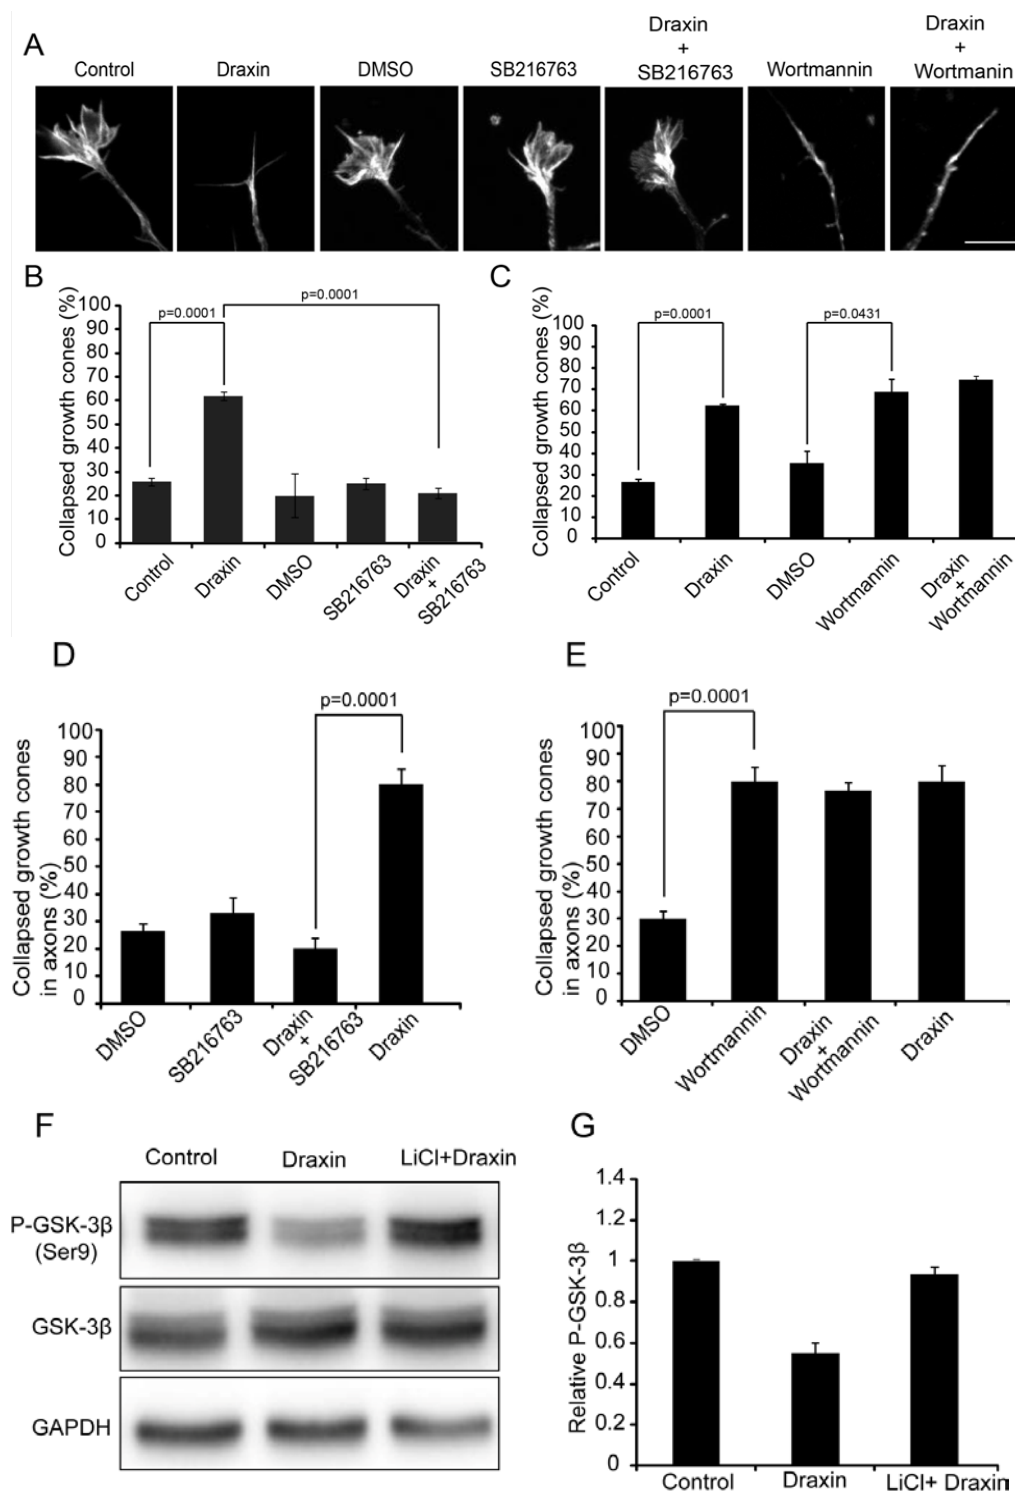 A
Control
Draxin
DMSO
SB216763
Draxin
+
SB216763
Wortmannin
Draxin
+
Wortmanin
B
Collapsed growth cones (%)
100
90
80
70
60
50
40
30
20
10
0
p=0.0001
p=0.0001
Control
Draxin
DMSO
SB216763
Draxin
+
SB216763
C
Collapsed growth cones (%)
100
90
80
70
60
50
40
30
20
10
0
p=0.0001
p=0.0431
Control
Draxin
DMSO
Wortmannin
Draxin
+
Wortmannin
D
Collapsed growth cones
in axons (%)
100
90
80
70
60
50
40
30
20
10
0
p=0.0001
DMSO
SB216763
Draxin
+
SB216763
Draxin
E
Collapsed growth cones
in axons (%)
100
90
80
70
60
50
40
30
20
10
0
p=0.0001
DMSO
Wortmannin
Draxin
+
Wortmannin
Draxin
F
Control
Draxin
LiCl+Draxin
P-GSK-3β
(Ser9)
GSK-3β
GAPDH
G
Relative P-GSK-3β
1.4
1.2
1
0.8
0.6
0.4
0.2
0
Control
Draxin
LiCl+ Draxin